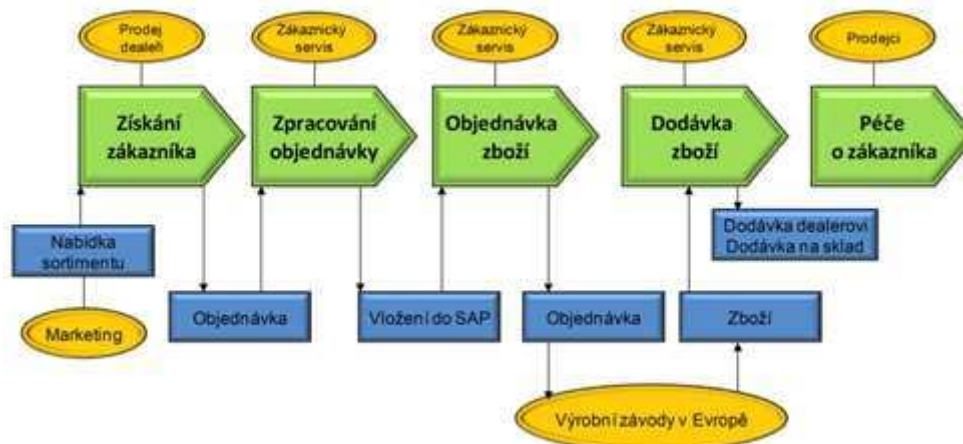 Prodej
dealeři
Zákaznický
servis
Zákaznický
servis
Zákaznický
servis
Prodejci
Získání
zákazníka
Zpracování
objednávky
Objednávka
zboží
Dodávka
zboží
Péče
o zákazníka
Nabídka
sortimentu
Dodávka dealerovi
Dodávka na sklad
Marketing
Objednávka
Vložení do SAP
Objednávka
Zboží
Výrobní závody v Evropě